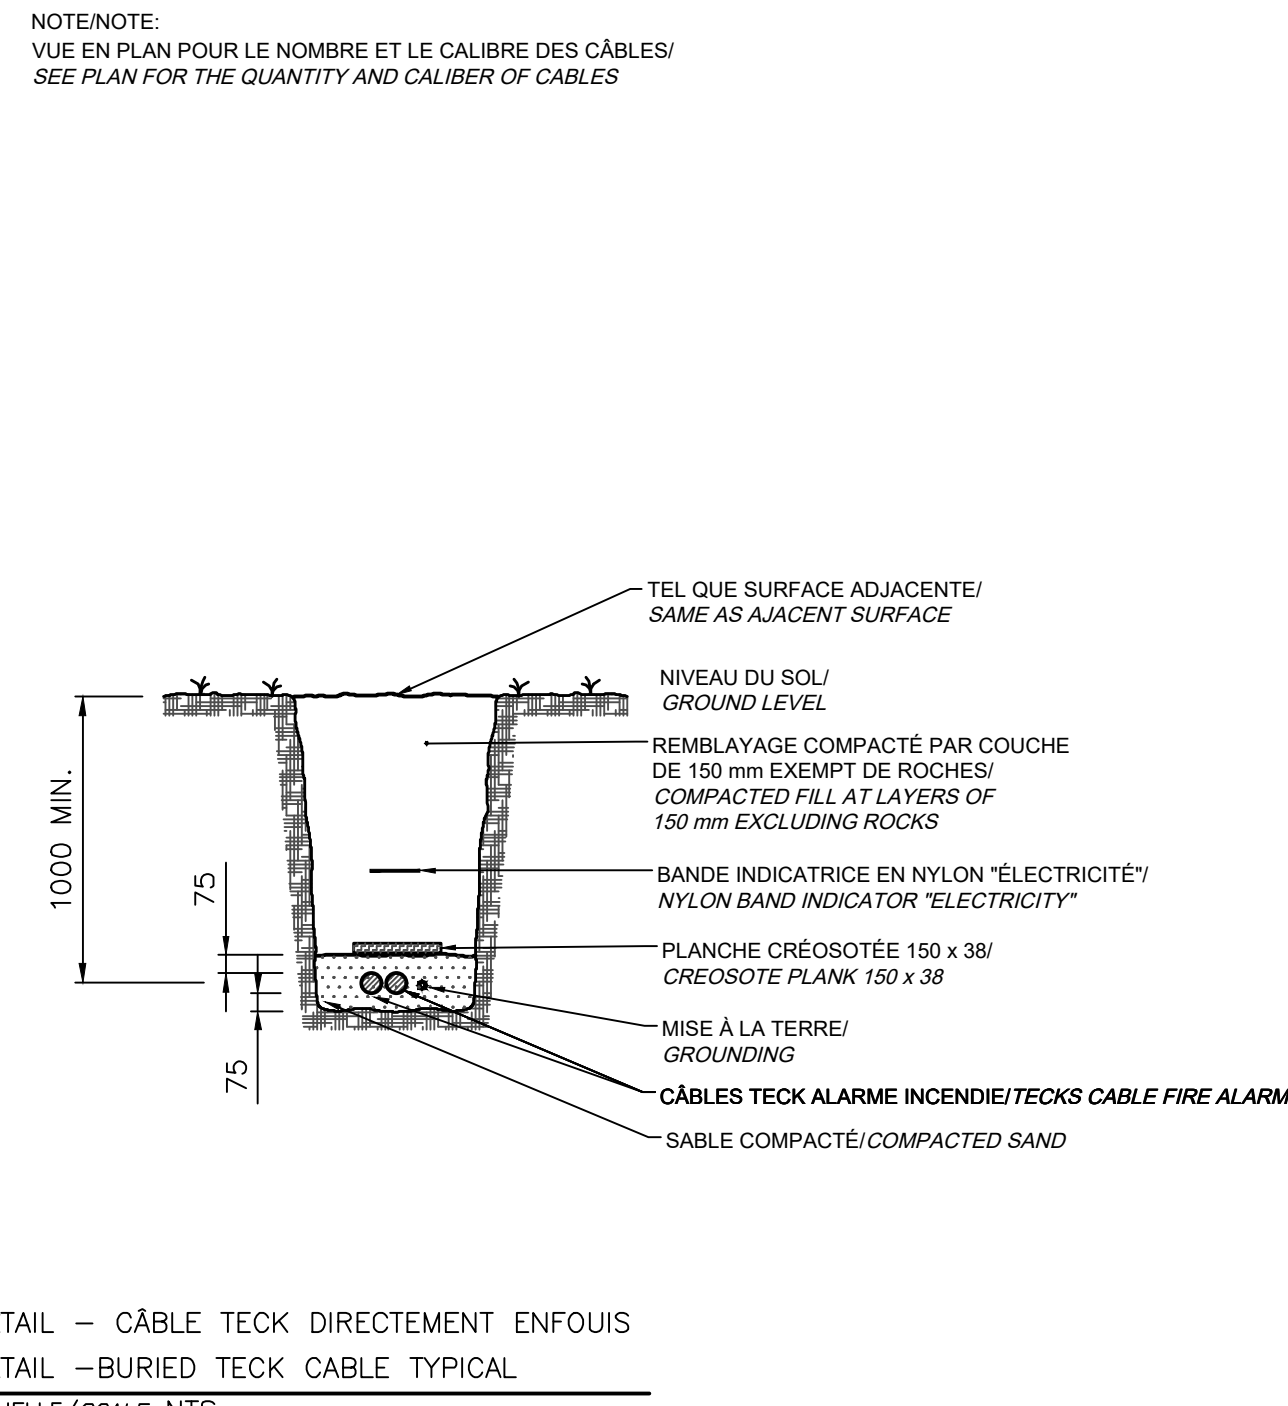 NOTE/NOTE:
VUE EN PLAN POUR LE NOMBRE ET LE CALIBRE DES CÂBLES/
SEE PLAN FOR THE QUANTITY AND CALIBER OF CABLES
TEL QUE SURFACE ADJACENTE/
SAME AS AJACENT SURFACE
NIVEAU DU SOL/
GROUND LEVEL
REMBLAYAGE COMPACTÉ PAR COUCHE
DE 150 mm EXEMPT DE ROCHES/
COMPACTED FILL AT LAYERS OF
150 mm EXCLUDING ROCKS
1000 MIN.
75
BANDE INDICATRICE EN NYLON "ÉLECTRICITÉ"/
NYLON BAND INDICATOR "ELECTRICITY"
PLANCHE CRÉOSOTÉE 150 x 38/
CREOSOTE PLANK 150 x 38
MISE À LA TERRE/
GROUNDING
75
CÂBLES TECK ALARME INCENDIE/TECKS CABLE FIRE ALARM
SABLE COMPACTÉ/COMPACTED SAND
TAIL - CÂBLE TECK DIRECTEMENT ENFOUIS
TAIL -BURIED TECK CABLE TYPICAL